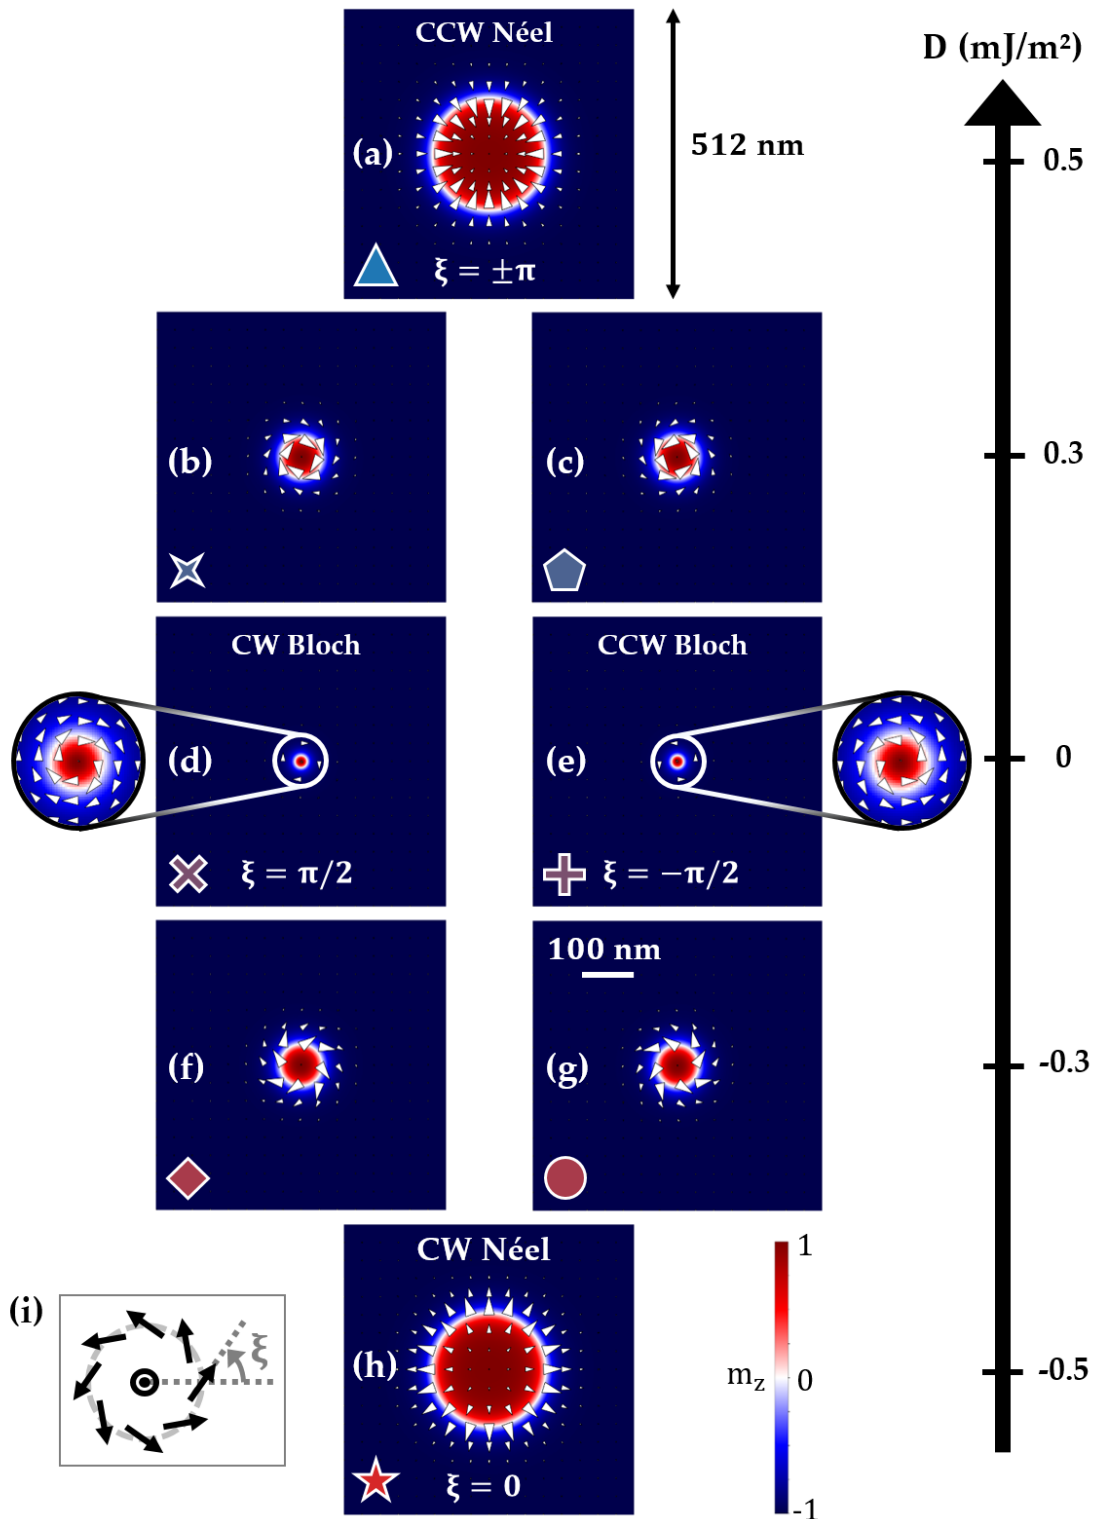 CCW Néel
D (mJ/m²)
(a)
512 nm
0.5
ξ = ±π
(b)
(c)
0.3
CW Bloch
CCW Bloch
(d)
(e)
0
ξ = π/2
ξ = −π/2
100 nm
(f)
(g)
-0.3
CW Néel
1
(i)
ξ
(h)
m_z
0
-0.5
ξ = 0
-1